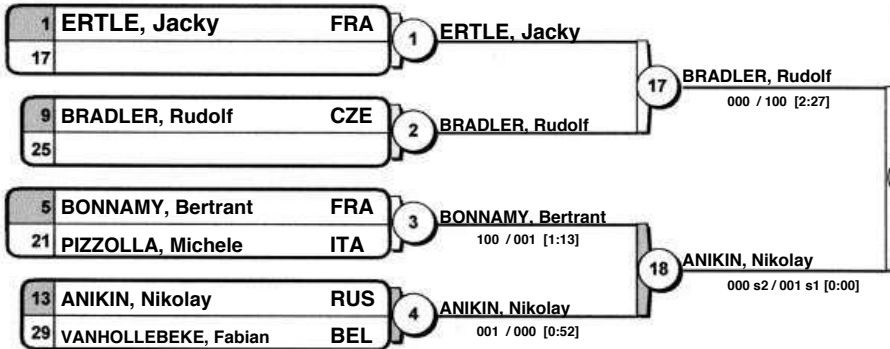 1 ERTLE, Jacky FRA
17
1
ERTLE, Jacky
9 BRADLER, Rudolf CZE
25
2
BRADLER, Rudolf
17
BRADLER, Rudolf
000 / 100 [2:27]
5 BONNAMY, Bertrant FRA
21 PIZZOLLA, Michele ITA
3
BONNAMY, Bertrant
100 / 001 [1:13]
13 ANIKIN, Nikolay RUS
29 VANHOLLEBEKE, Fabian BEL
4
ANIKIN, Nikolay
001 / 000 [0:52]
18
ANIKIN, Nikolay
000 s2 / 001 s1 [0:00]